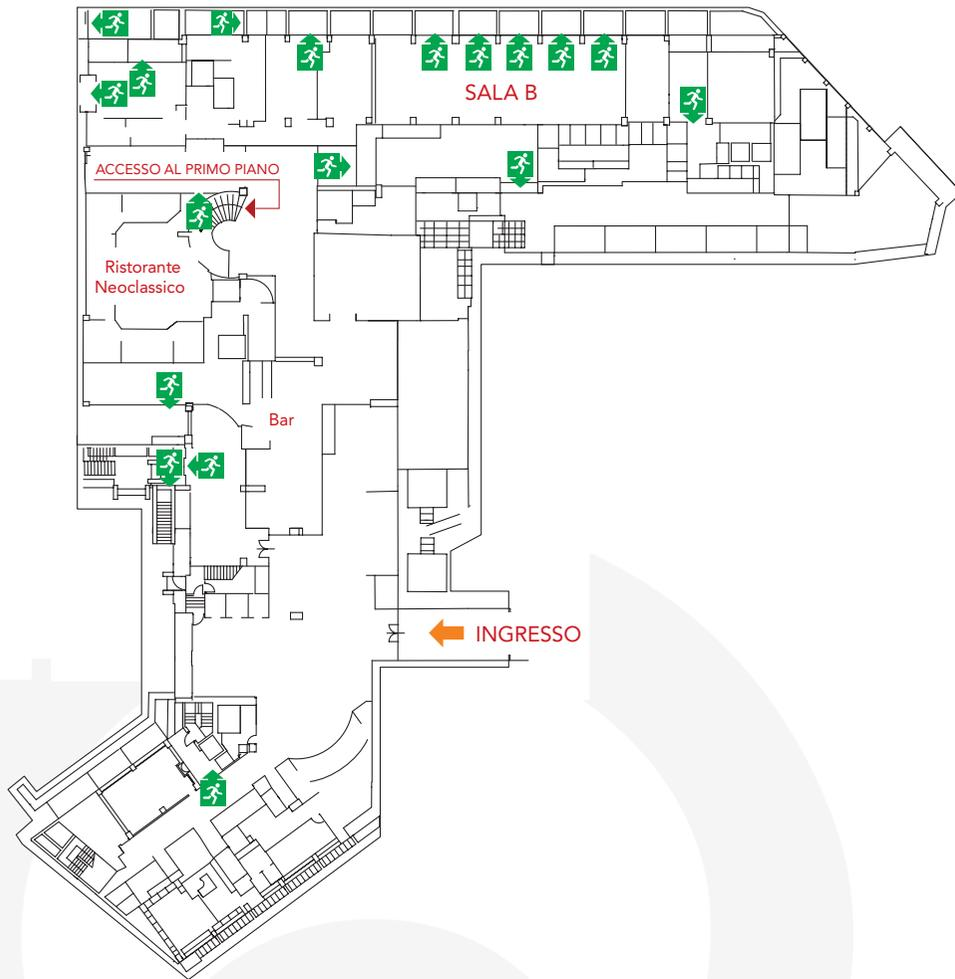 SALA B
ACCESSO AL PRIMO PIANO
Ristorante
Neoclassico
Bar
INGRESSO